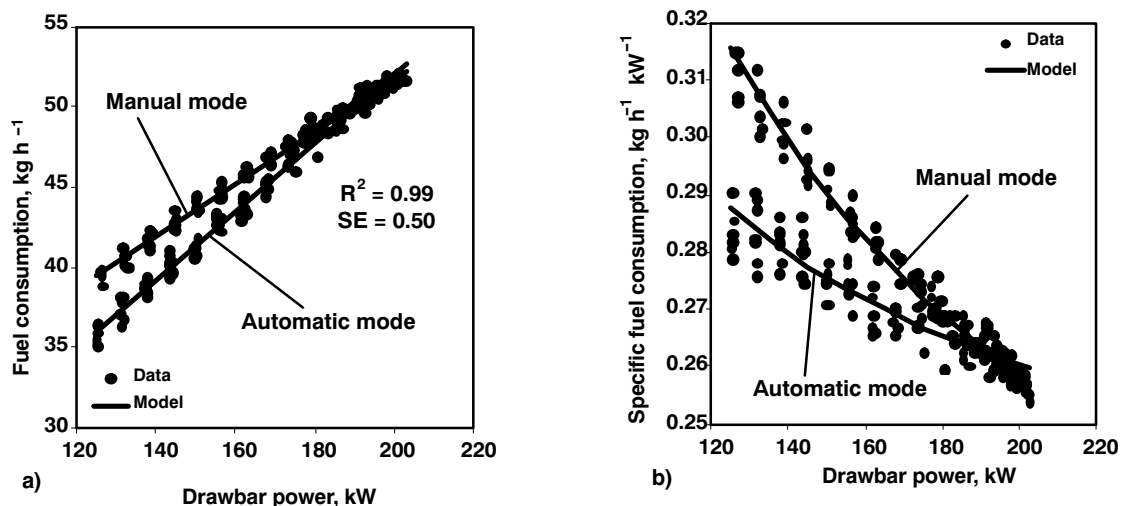 55
50
45
40
35
30
120
140
160
180
200
220
Fuel consumption, kg h⁻¹
Drawbar power, kW
Manual mode
Automatic mode
R² = 0.99
SE = 0.50
Data
Model
a)
0.32
0.31
0.30
0.29
0.28
0.27
0.26
0.25
120
140
160
180
200
220
Specific fuel consumption, kg h⁻¹ kW⁻¹
Drawbar power, kW
Data
Model
Manual mode
Automatic mode
b)